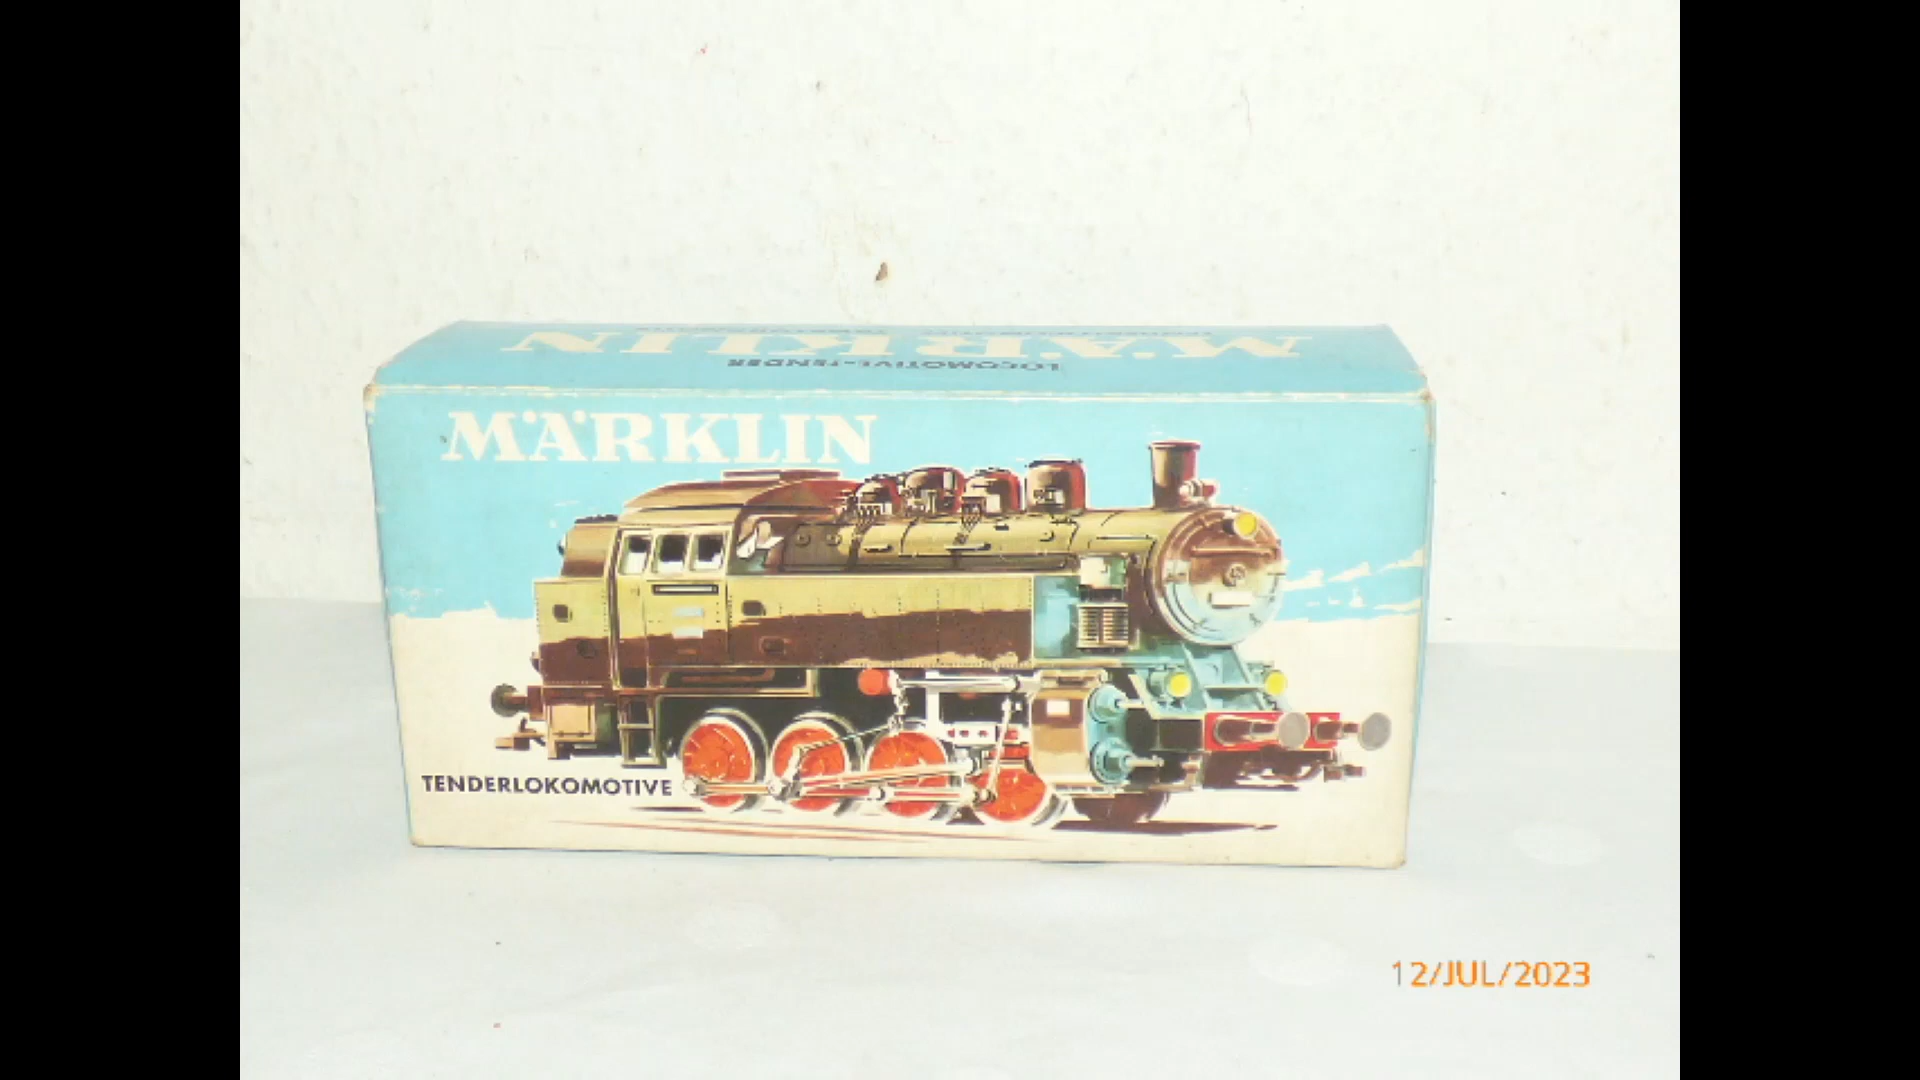 MÄRKLIN
LOCOMOTIVE-TENDER
MÄRKLIN
TENDERLOKOMOTIVE
12/JUL/2023